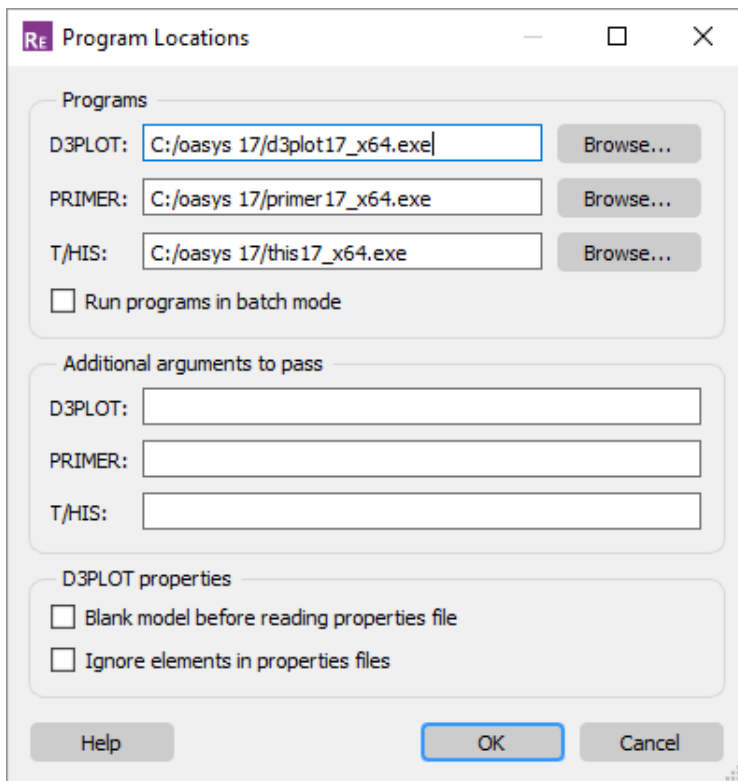 RE Program Locations
Programs
D3PLOT: C:/oasys 17/d3plot17_x64.exe Browse...
PRIMER: C:/oasys 17/primer17_x64.exe Browse...
T/HIS: C:/oasys 17/this17_x64.exe Browse...
Run programs in batch mode
Additional arguments to pass
D3PLOT:
PRIMER:
T/HIS:
D3PLOT properties
Blank model before reading properties file
Ignore elements in properties files
Help OK Cancel